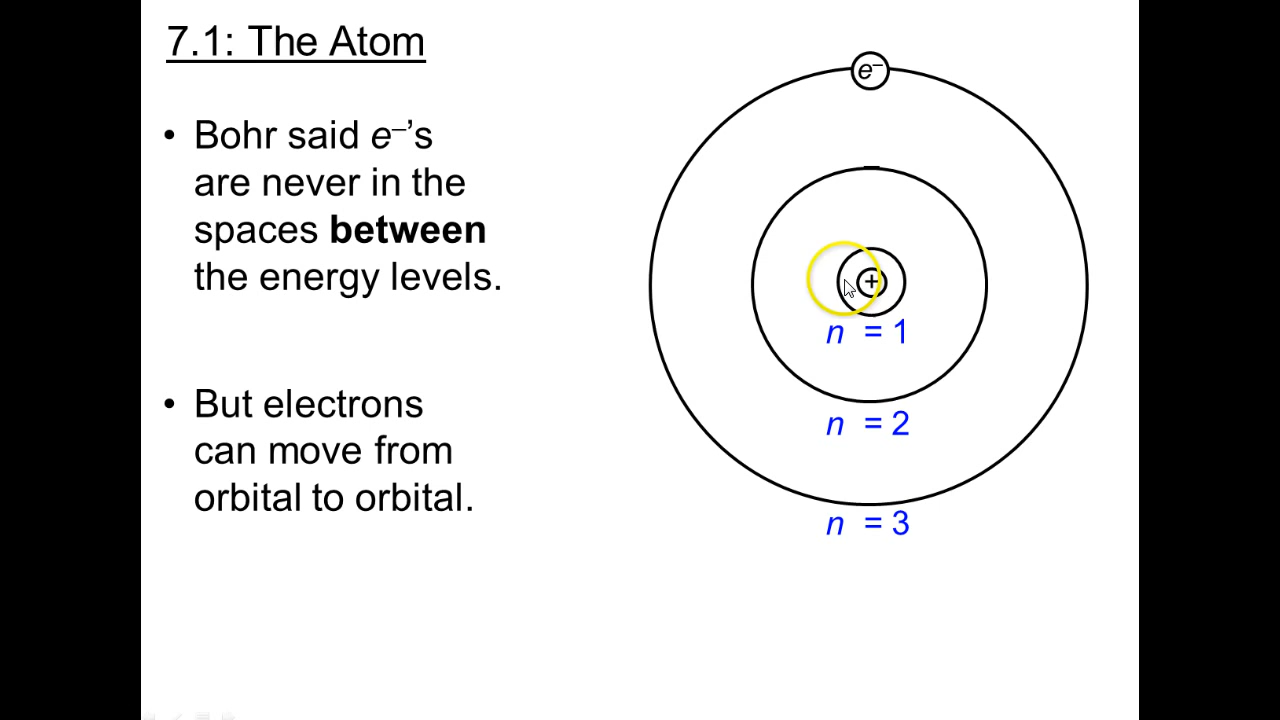 7.1: The Atom
• Bohr said e–’s
are never in the
spaces between
the energy levels.
• But electrons
can move from
orbital to orbital.
e–
+
n = 1
n = 2
n = 3